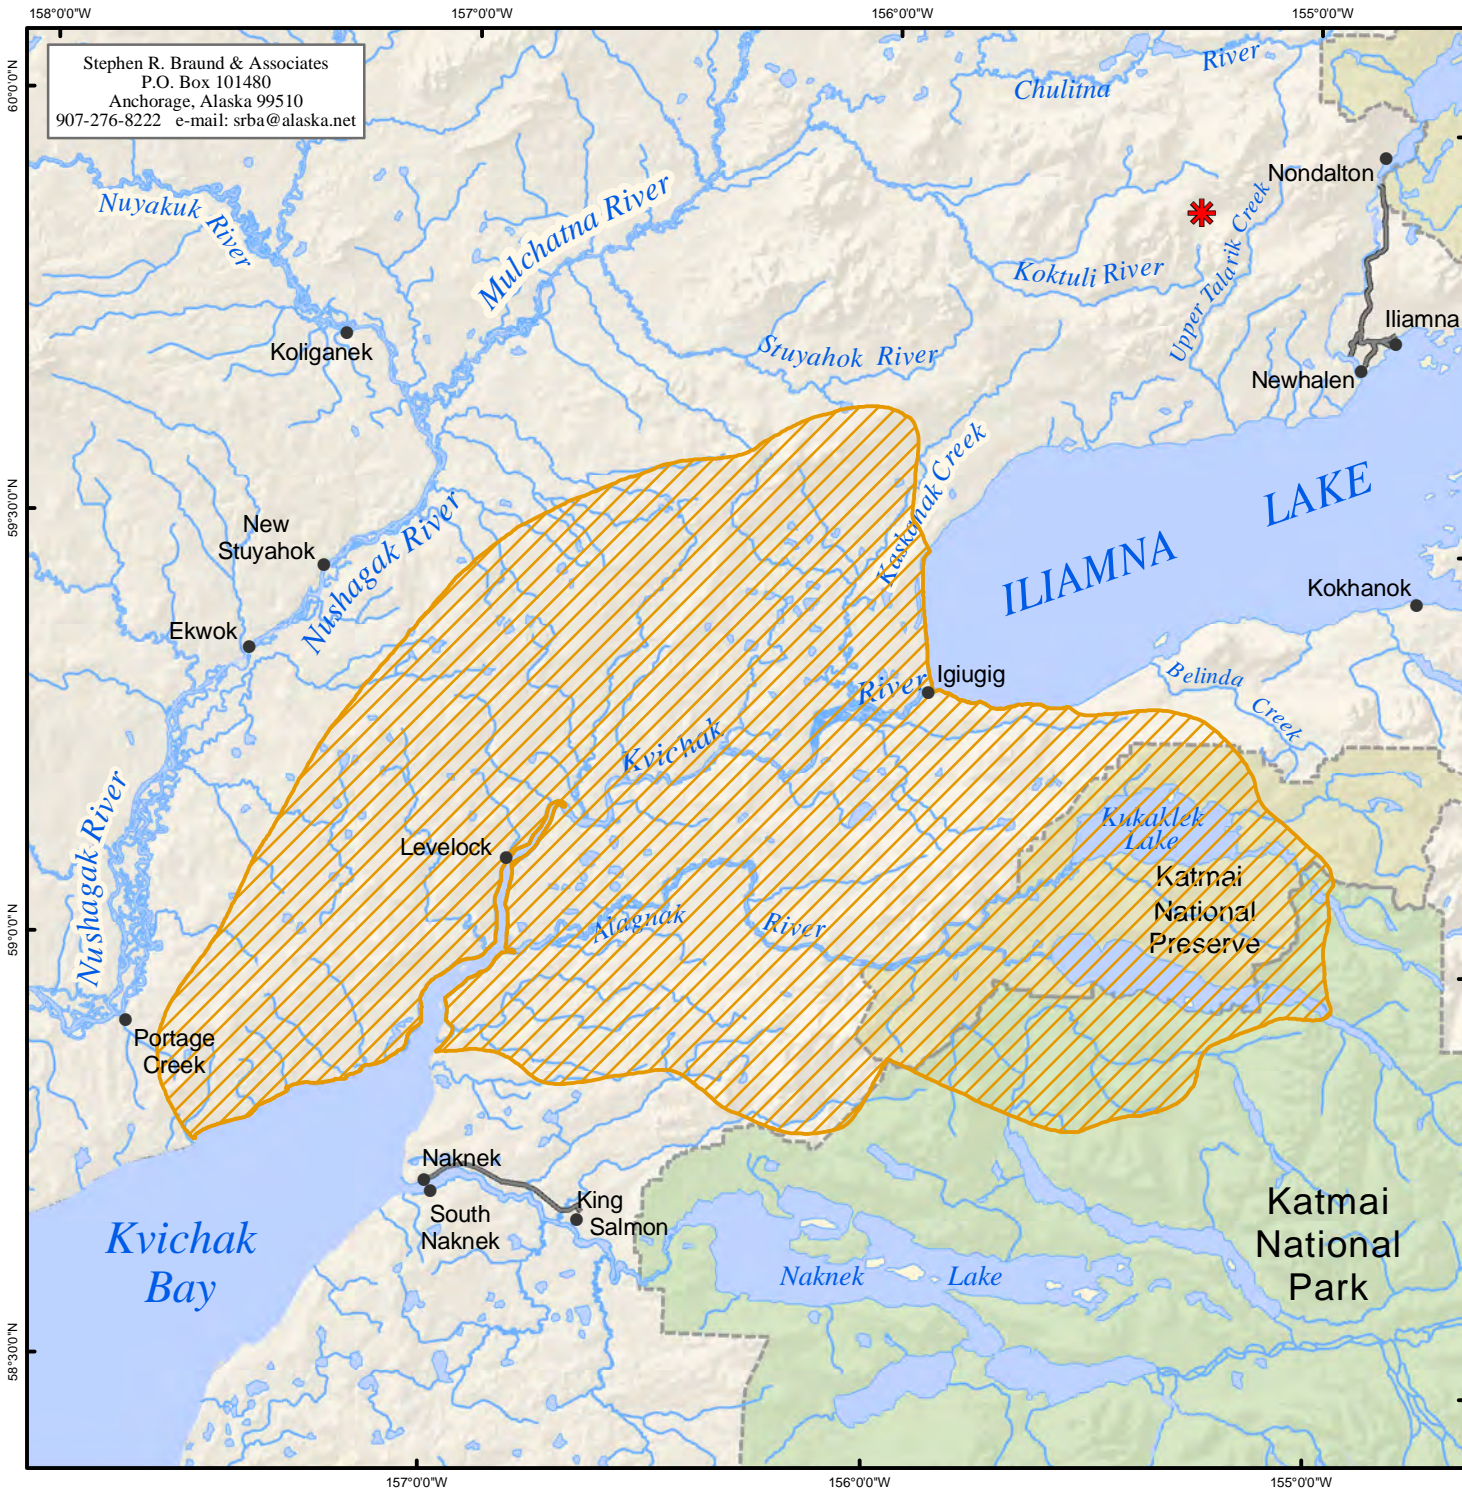 158°0'0"W
157°0'0"W
156°0'0"W
155°0'0"W
60°0'0"N
Stephen R. Braund & Associates
P.O. Box 101480
Anchorage, Alaska 99510
907-276-8222 e-mail: srba@alaska.net
Chulitna River
Nondalton
Nuyakuk River
Mulchatna River
Upper Talarik Creek
Koktuli River
Iliamna
Koliganek
Stuyahok River
Newhalen
Kaskanak Creek
59°30'0"N
ILIAMNA LAKE
New
Stuyahok
Nushagak River
Kokhanok
Ekwok
Igiugig
Belinda Creek
Kvichak River
Nushagak River
Kukaklek
Lake
Levelock
Katmai
National
Preserve
Alagnak River
59°0'0"N
Portage
Creek
Naknek
King
Salmon
South
Naknek
Katmai
National
Park
Kvichak
Bay
Naknek Lake
58°30'0"N
157°0'0"W
156°0'0"W
155°0'0"W